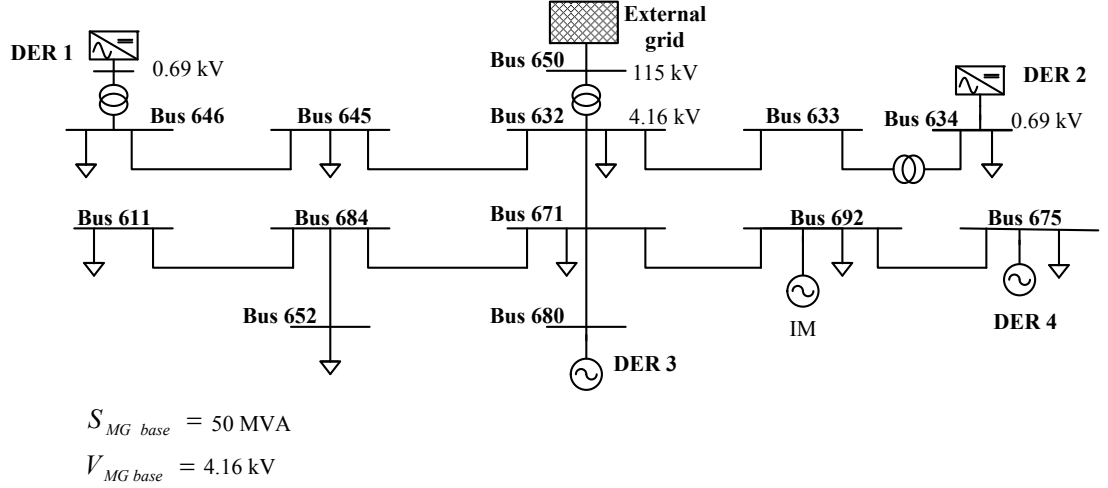 External
grid
DER 1
Bus 650
0.69 kV
115 kV
DER 2
Bus 646
Bus 645
Bus 632
4.16 kV
Bus 633
Bus 634
0.69 kV
Bus 611
Bus 684
Bus 671
Bus 692
Bus 675
Bus 652
Bus 680
IM
DER 4
DER 3
S MG base = 50 MVA
V MG base = 4.16 kV